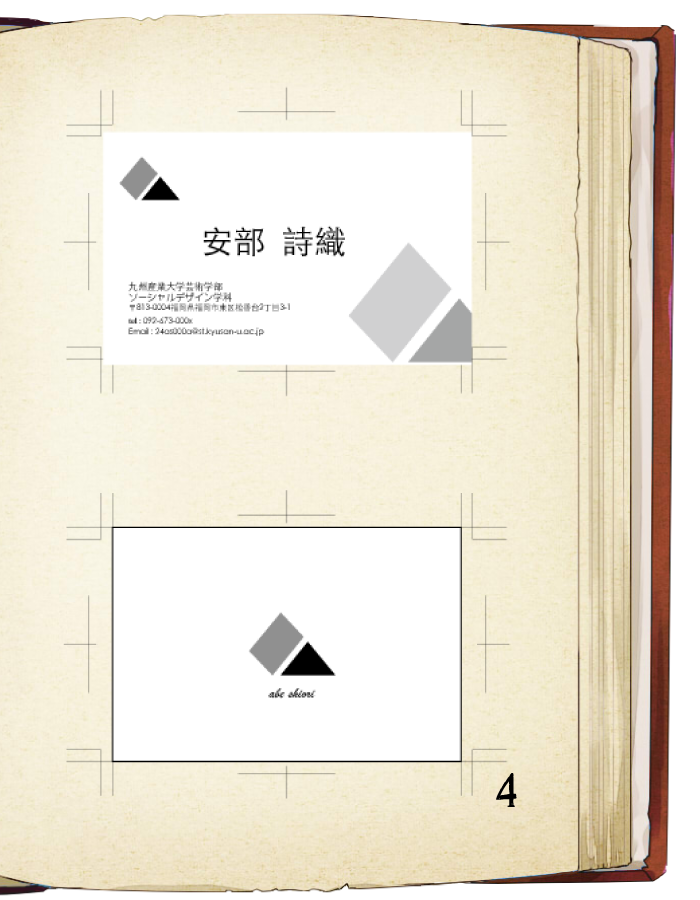 安部 詩織
九州産業大学芸術学部
ソーシャルデザイン学科
〒813-0004福岡県福岡市東区松香台2丁目3-1
tel : 092-673-000x
Email : 24as000a@st.kyusan-u.ac.jp
abe shiori
4